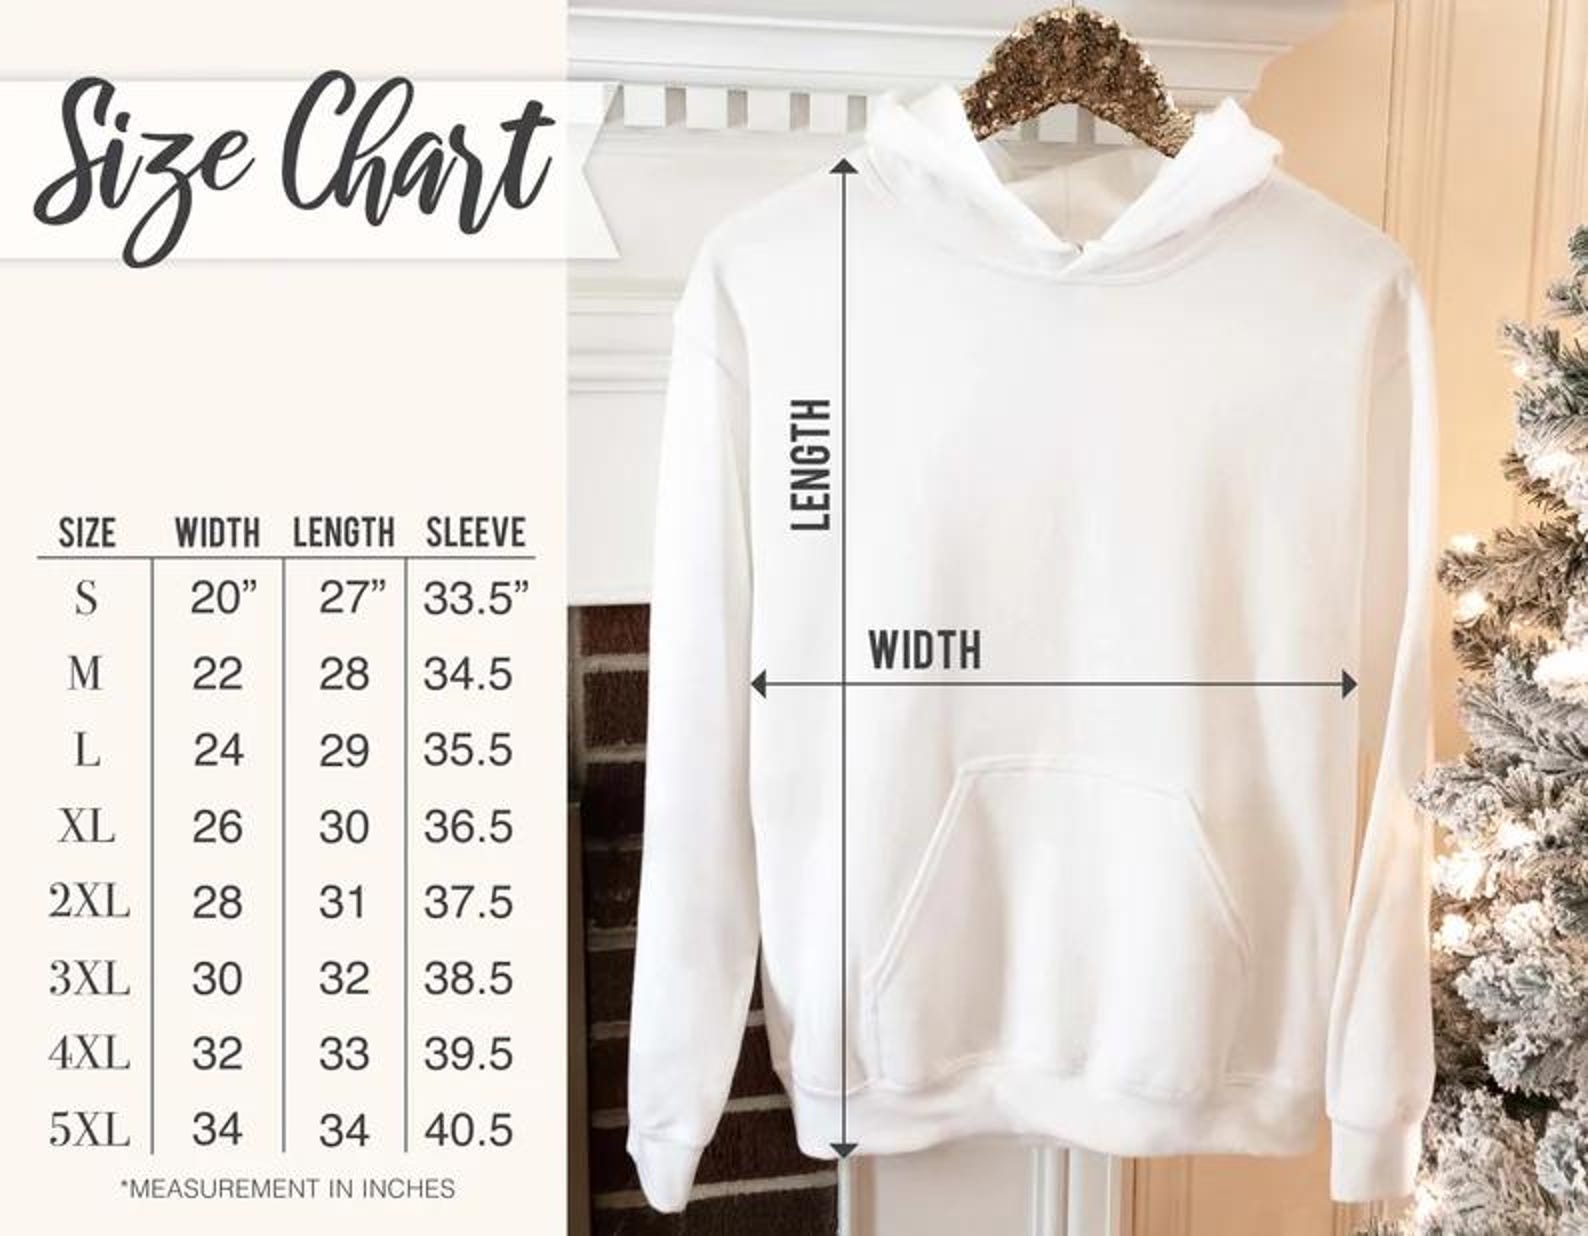 Size Chart
SIZE WIDTH LENGTH SLEEVE
S 20” 27” 33.5”
M 22 28 34.5
L 24 29 35.5
XL 26 30 36.5
2XL 28 31 37.5
3XL 30 32 38.5
4XL 32 33 39.5
5XL 34 34 40.5
*MEASUREMENT IN INCHES
LENGTH
WIDTH